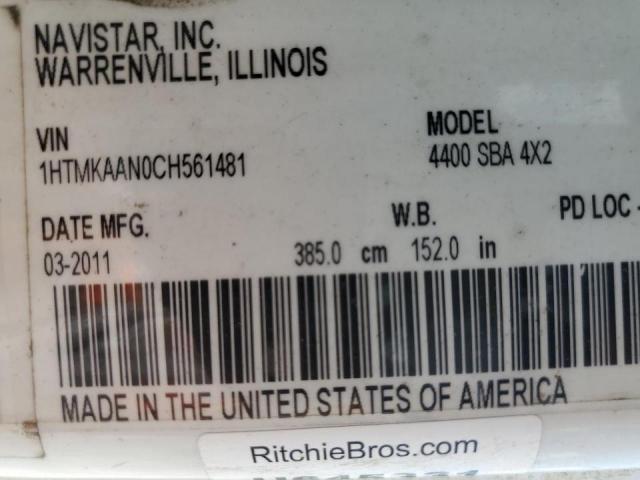 NAVISTAR, INC.
WARRENVILLE, ILLINOIS
VIN MODEL
1HTMKAAN0CH561481 4400 SBA 4X2
DATE MFG. W.B. PD LOC -
03-2011 385.0 cm 152.0 in
MADE IN THE UNITED STATES OF AMERICA
RitchieBros.com